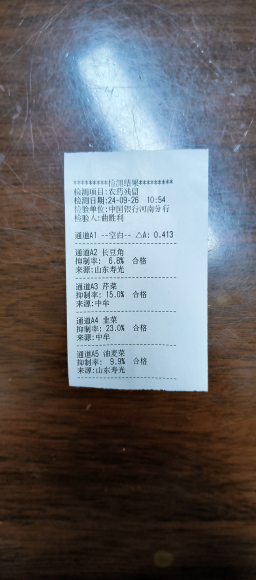 *********检测结果*********
检测项目:农药残留
检测日期:24-09-26 10:54
检验单位:中国银行河南分行
检验人:曲胜利
通道A1 --空白-- △A: 0.413
通道A2 长豆角
抑制率: 6.8% 合格
来源:山东寿光
通道A3 芹菜
抑制率: 15.0% 合格
来源:中牟
通道A4 韭菜
抑制率: 23.0% 合格
来源:中牟
通道A5 油麦菜
抑制率: 9.9% 合格
来源:山东寿光